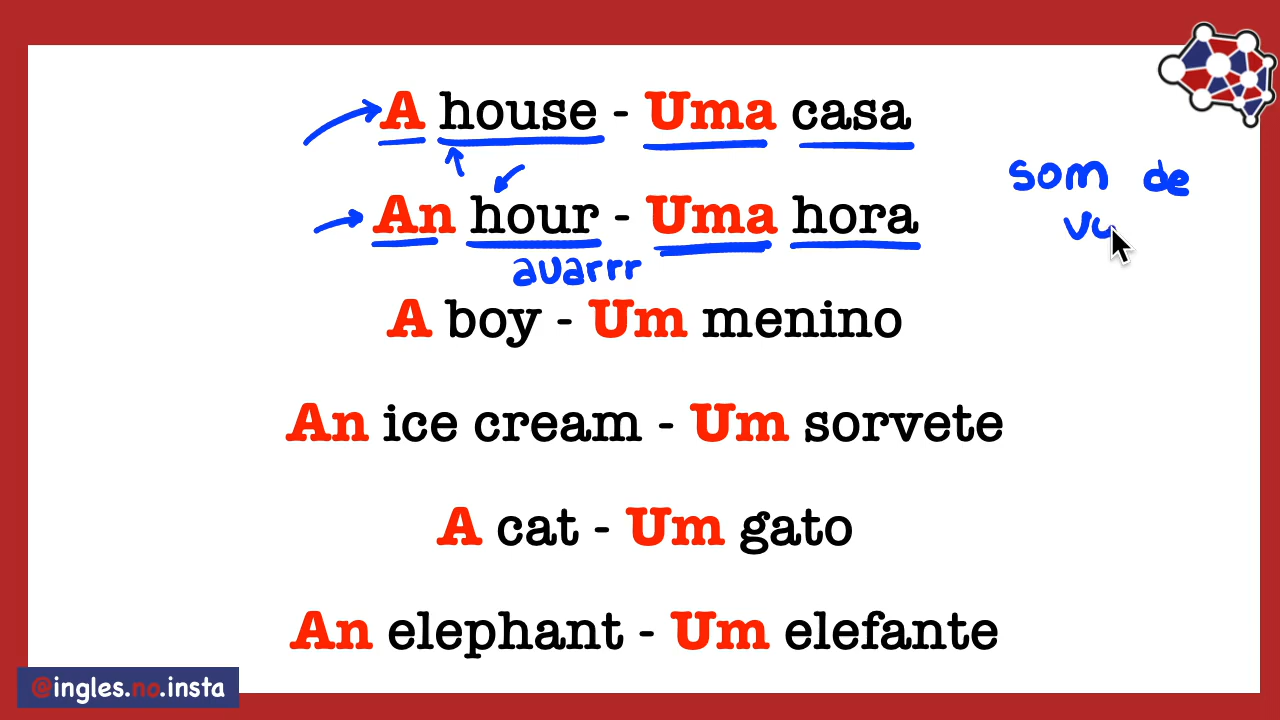 A house - Uma casa
som de
An hour - Uma hora
auarrr
A boy - Um menino
An ice cream - Um sorvete
A cat - Um gato
An elephant - Um elefante
@ingles.no.insta